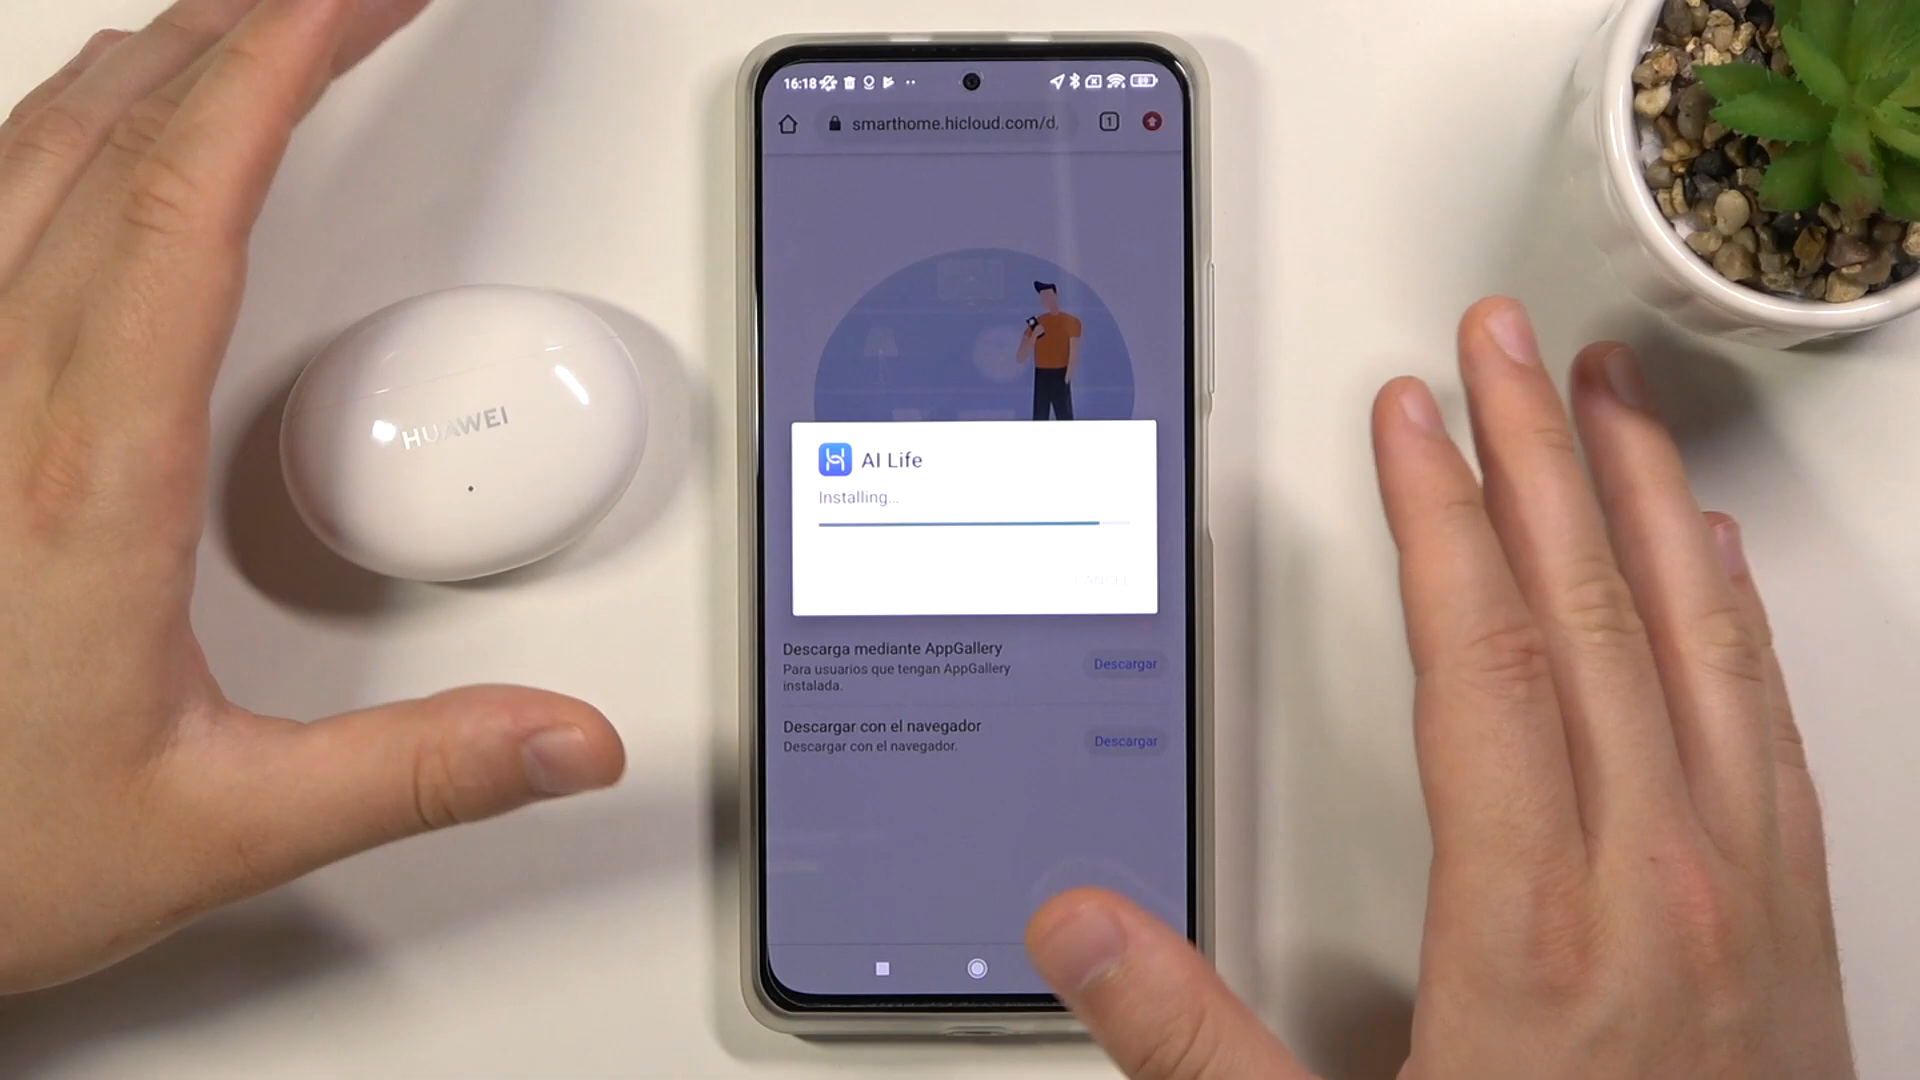 16:18
smarthome.hicloud.com/d,
1
HUAWEI
AI Life
Installing...
CANCEL
Descarga mediante AppGallery
Para usuarios que tengan AppGallery
instalada.
Descargar
Descargar con el navegador
Descargar con el navegador.
Descargar